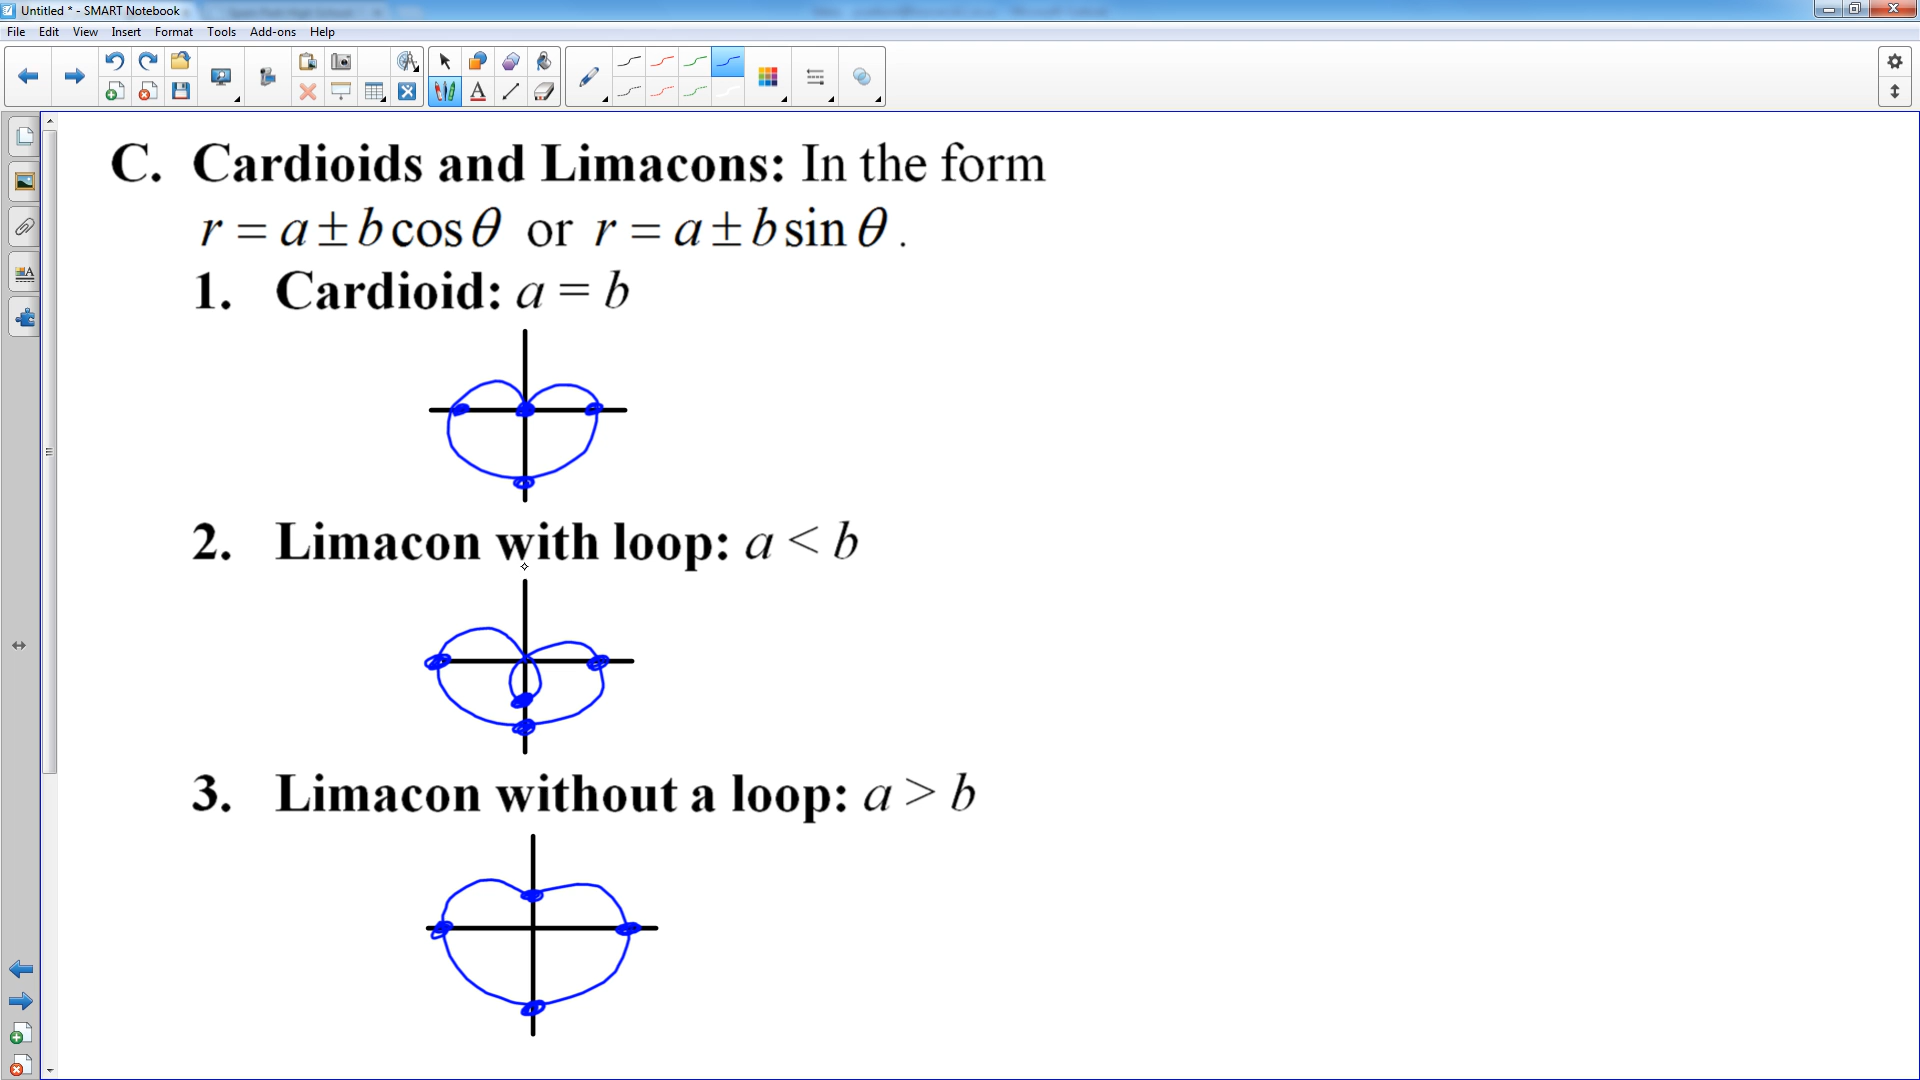 Untitled * - SMART Notebook
File Edit View Insert Format Tools Add-ons Help
C. Cardioids and Limacons: In the form
r = a ± b cos θ or r = a ± b sin θ .
1. Cardioid: a = b
2. Limacon with loop: a < b
3. Limacon without a loop: a > b